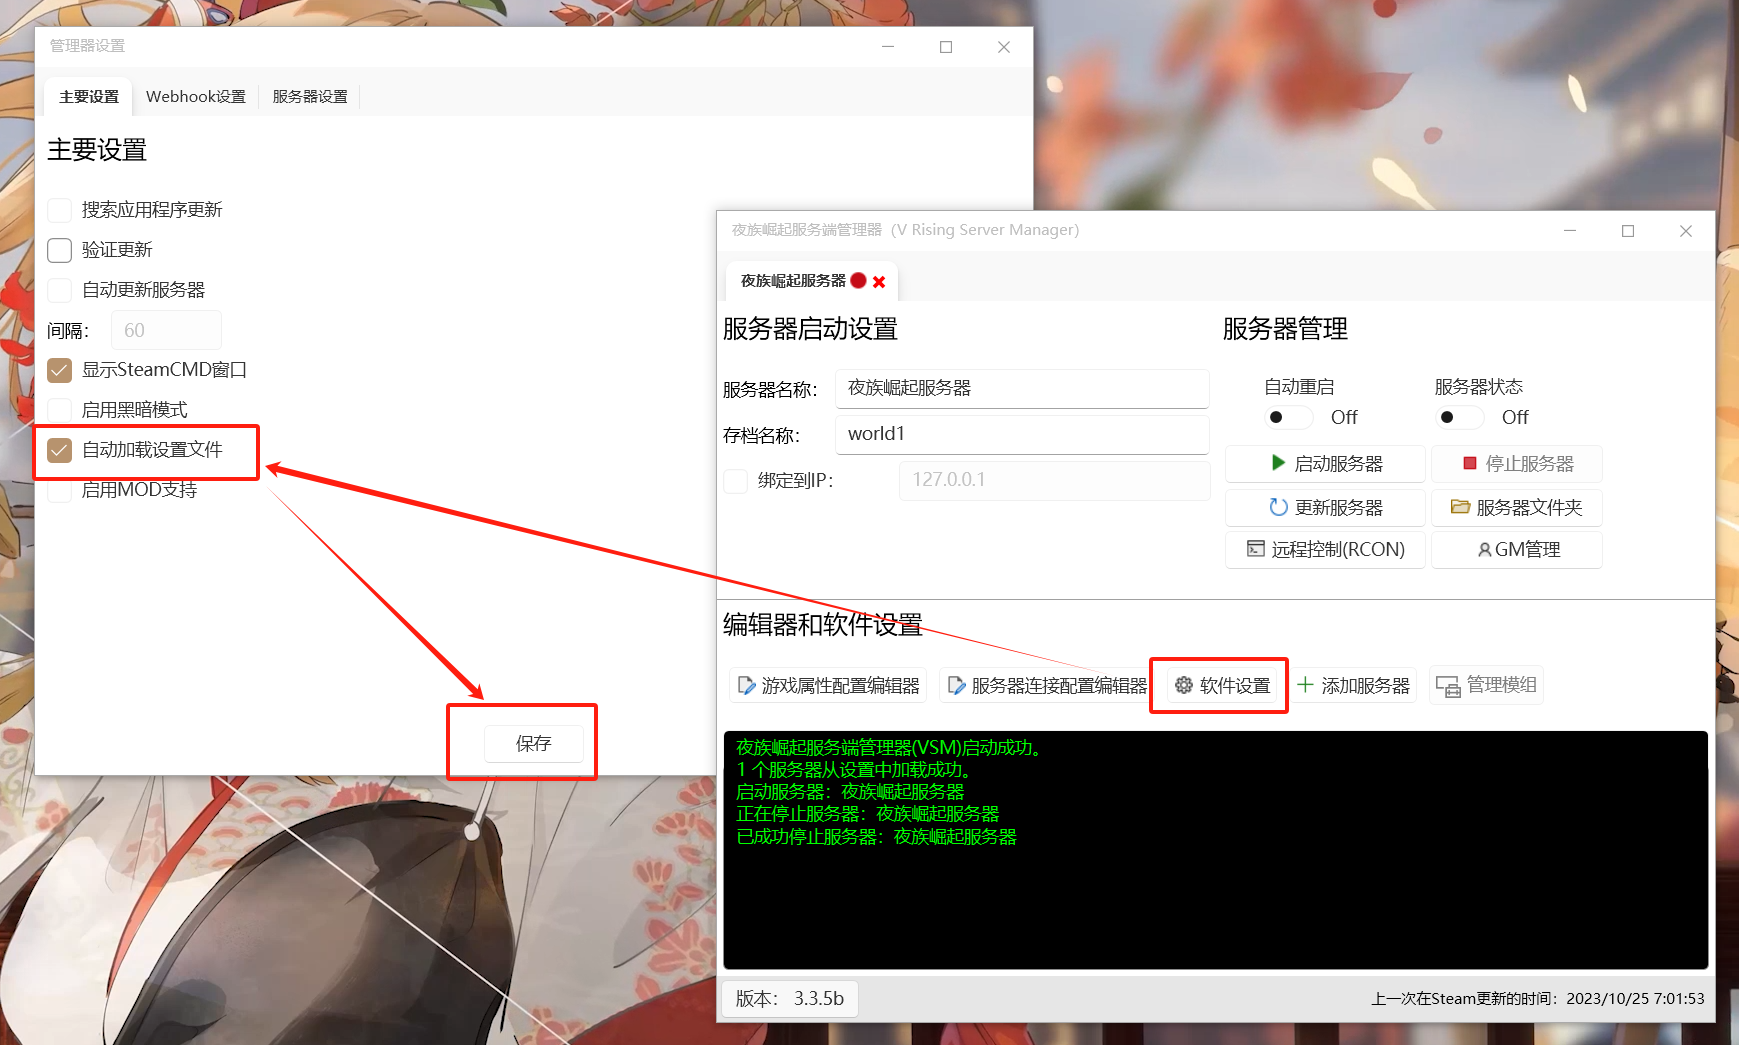 管理器设置
主要设置
Webhook设置
服务器设置
主要设置
搜索应用程序更新
验证更新
自动更新服务器
间隔：
60
显示SteamCMD窗口
启用黑暗模式
自动加载设置文件
启用MOD支持
保存
夜族崛起服务端管理器（V Rising Server Manager)
夜族崛起服务器
服务器启动设置
服务器名称：
夜族崛起服务器
存档名称：
world1
绑定到IP：
127.0.0.1
服务器管理
自动重启
服务器状态
Off
Off
启动服务器
停止服务器
更新服务器
服务器文件夹
远程控制(RCON)
GM管理
编辑器和软件设置
游戏属性配置编辑器
服务器连接配置编辑器
软件设置
添加服务器
管理模组
夜族崛起服务端管理器(VSM)启动成功。
1 个服务器从设置中加载成功。
启动服务器：夜族崛起服务器
正在停止服务器：夜族崛起服务器
已成功停止服务器：夜族崛起服务器
版本： 3.3.5b
上一次在Steam更新的时间：2023/10/25 7:01:53